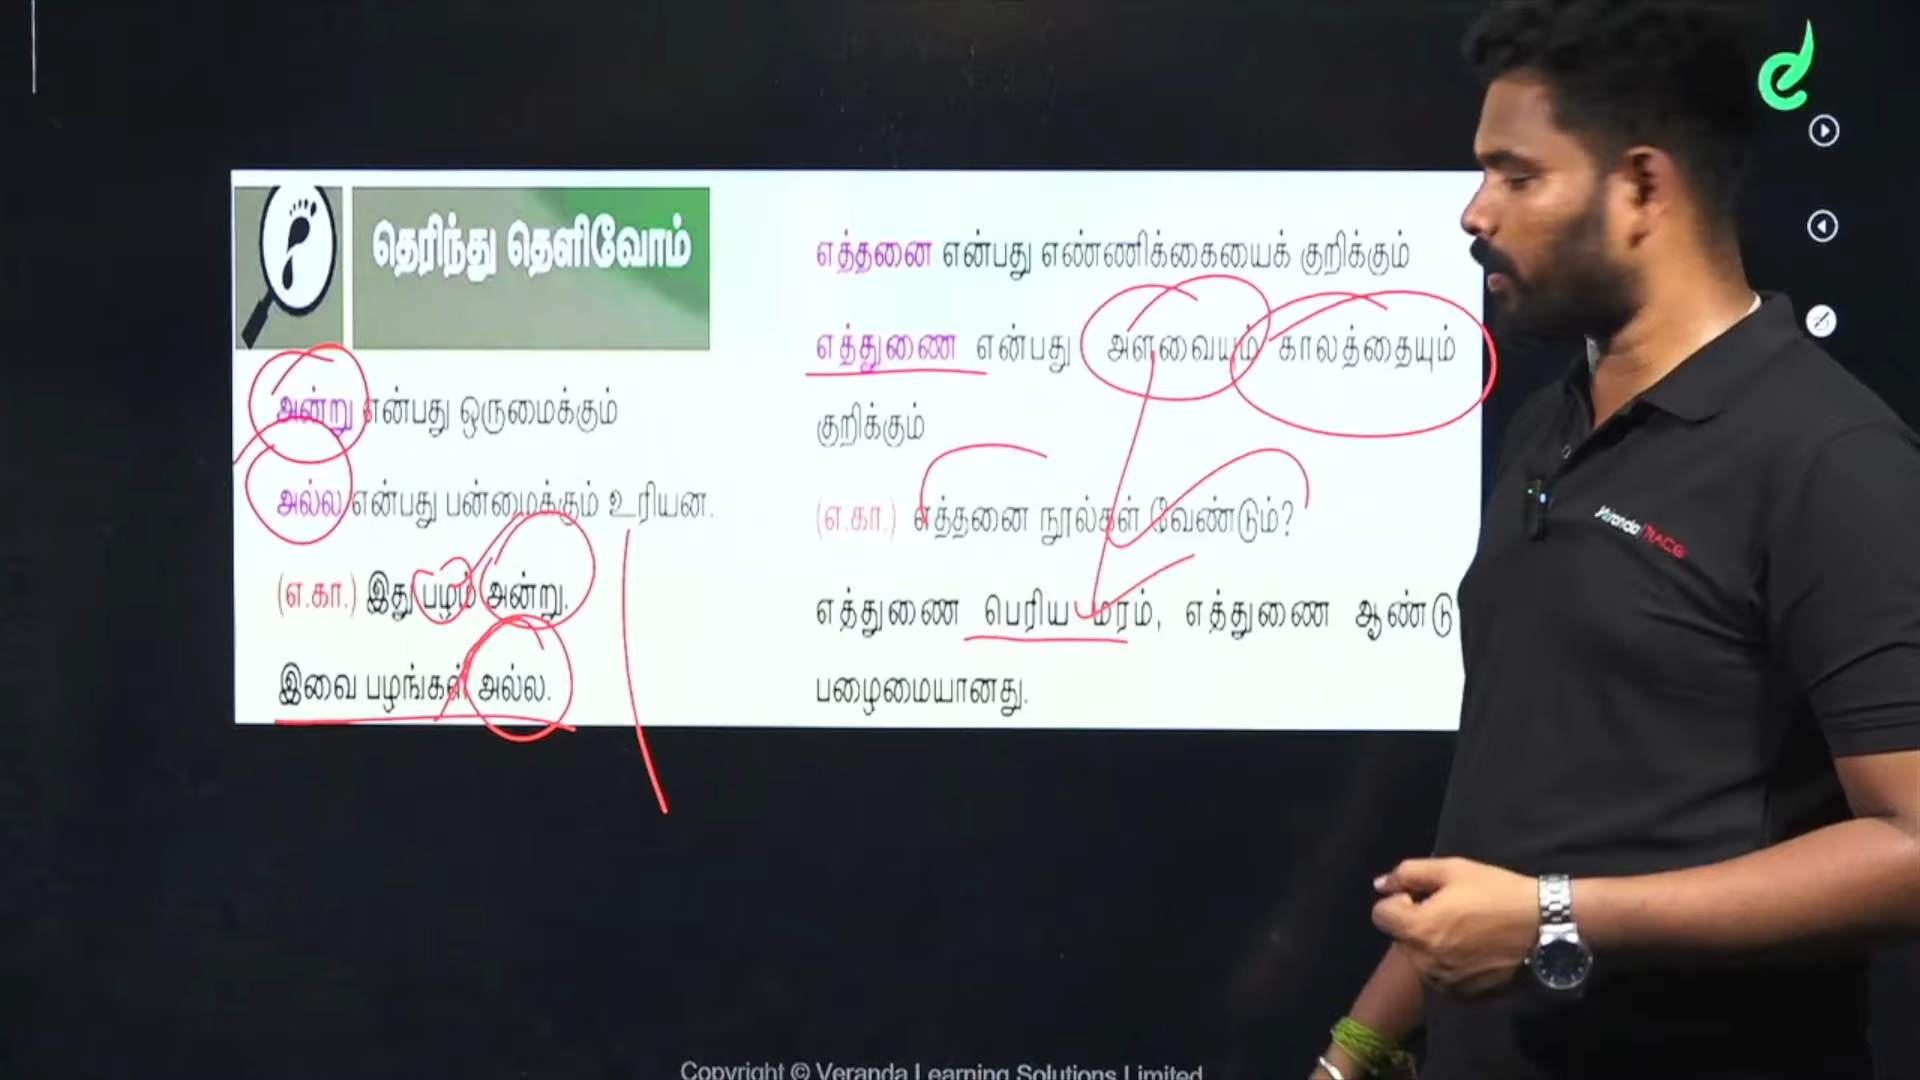 தெரிந்து தெளிவோம்
அன்று என்பது ஒருமைக்கும்
அல்ல என்பது பன்மைக்கும் உரியன.
(எ.கா.) இது பழம் அன்று.
இவை பழங்கள் அல்ல.
எத்தனை என்பது எண்ணிக்கையைக் குறிக்கும்
எத்துணை என்பது அளவையும் காலத்தையும்
குறிக்கும்
(எ.கா.) எத்தனை நூல்கள் வேண்டும்?
எத்துணை பெரிய மரம், எத்துணை ஆண்டு
பழைமையானது.
Veranda RACE
Copyright © Veranda Learning Solutions Limited